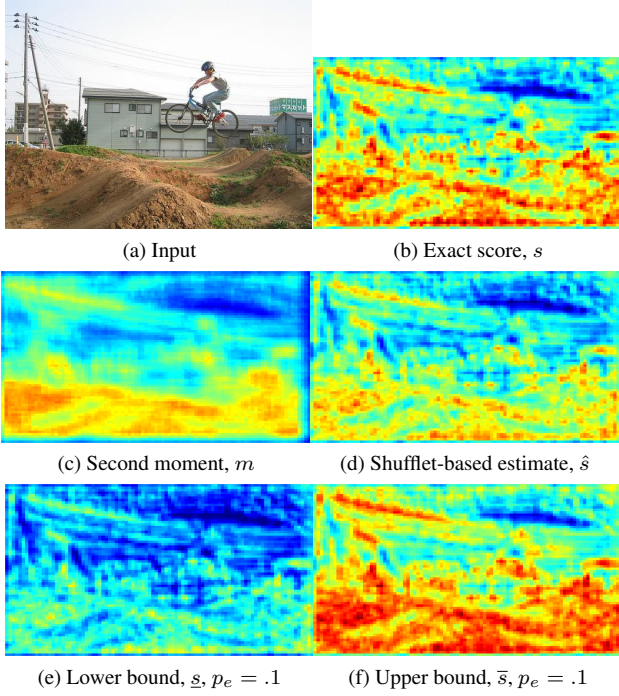 (a) Input
(b) Exact score, s
(c) Second moment, m
(d) Shufflet-based estimate, ŝ
(e) Lower bound, s̲, pₑ = .1
(f) Upper bound, s̅, pₑ = .1